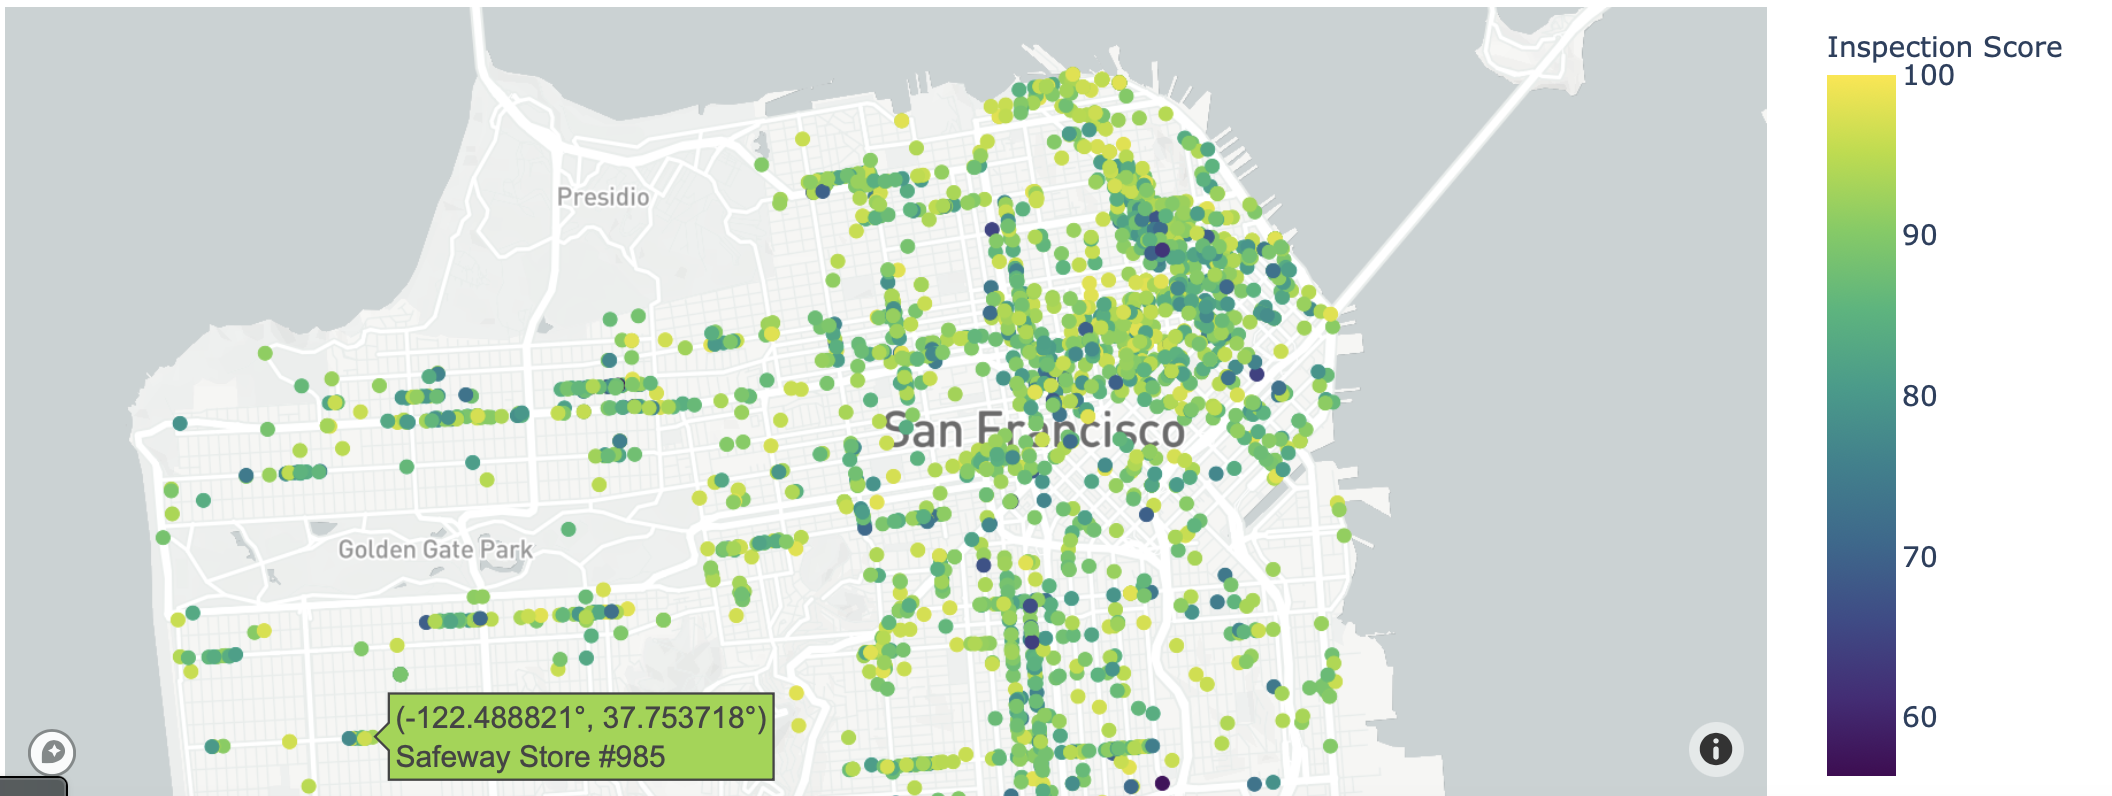 Inspection Score
100
90
80
70
60
Presidio
San Francisco
Golden Gate Park
(-122.488821°, 37.753718°)
Safeway Store #985